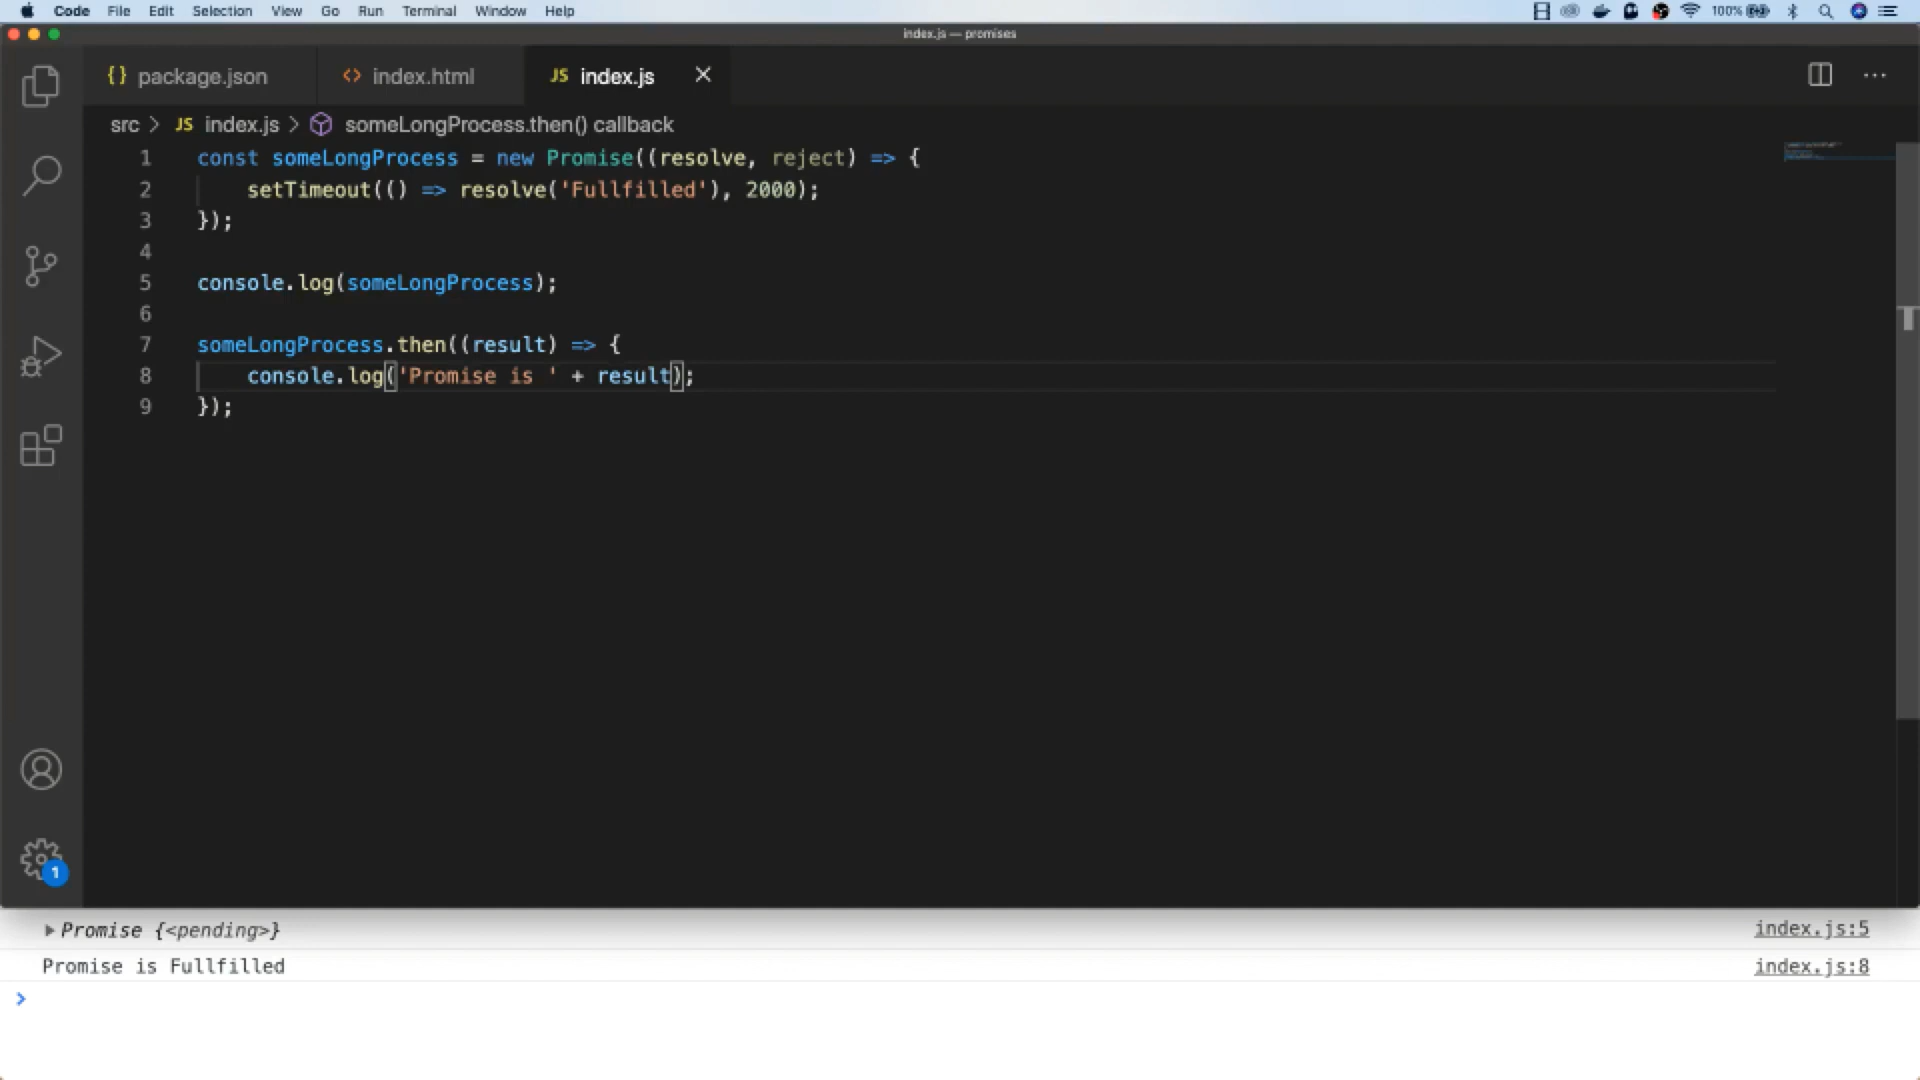 Code File Edit Selection View Go Run Terminal Window Help 100%
index.js — promises
{} package.json <> index.html JS index.js
src > JS index.js > someLongProcess.then() callback
1 const someLongProcess = new Promise((resolve, reject) => {
2 setTimeout(() => resolve('Fullfilled'), 2000);
3 });
4
5 console.log(someLongProcess);
6
7 someLongProcess.then((result) => {
8 console.log('Promise is ' + result);
9 });
1
Promise {<pending>} index.js:5
Promise is Fullfilled index.js:8